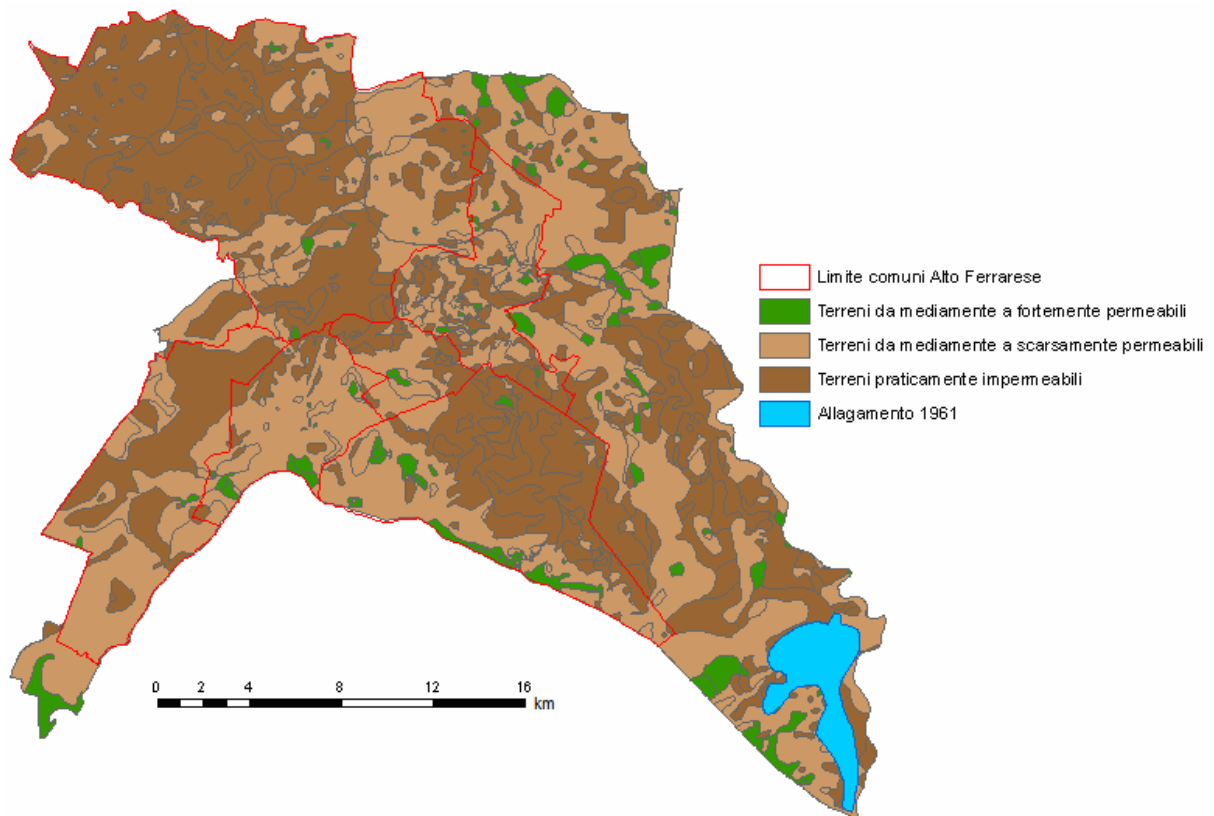 Limite comuni Alto Ferrarese
Terreni da mediamente a fortemente permeabili
Terreni da mediamente a scarsamente permeabili
Terreni praticamente impermeabili
Allagamento 1961
0 2 4 8 12 16
km